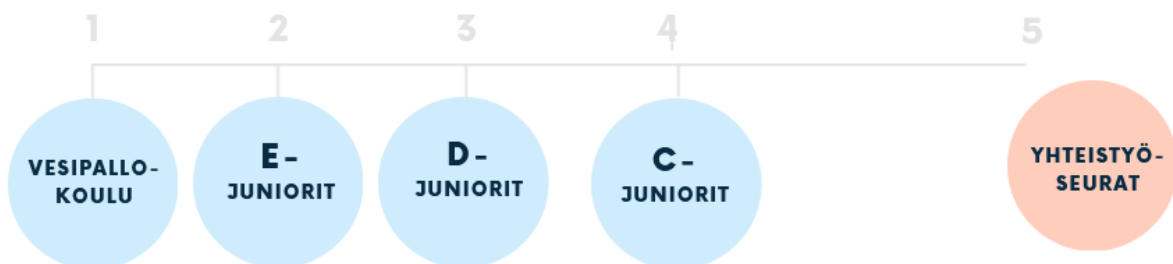 1 2 3 4 5
VESIPALLO-
KOULU
E-
JUNIORIT
D-
JUNIORIT
C-
JUNIORIT
YHTEISTYÖ-
SEURAT